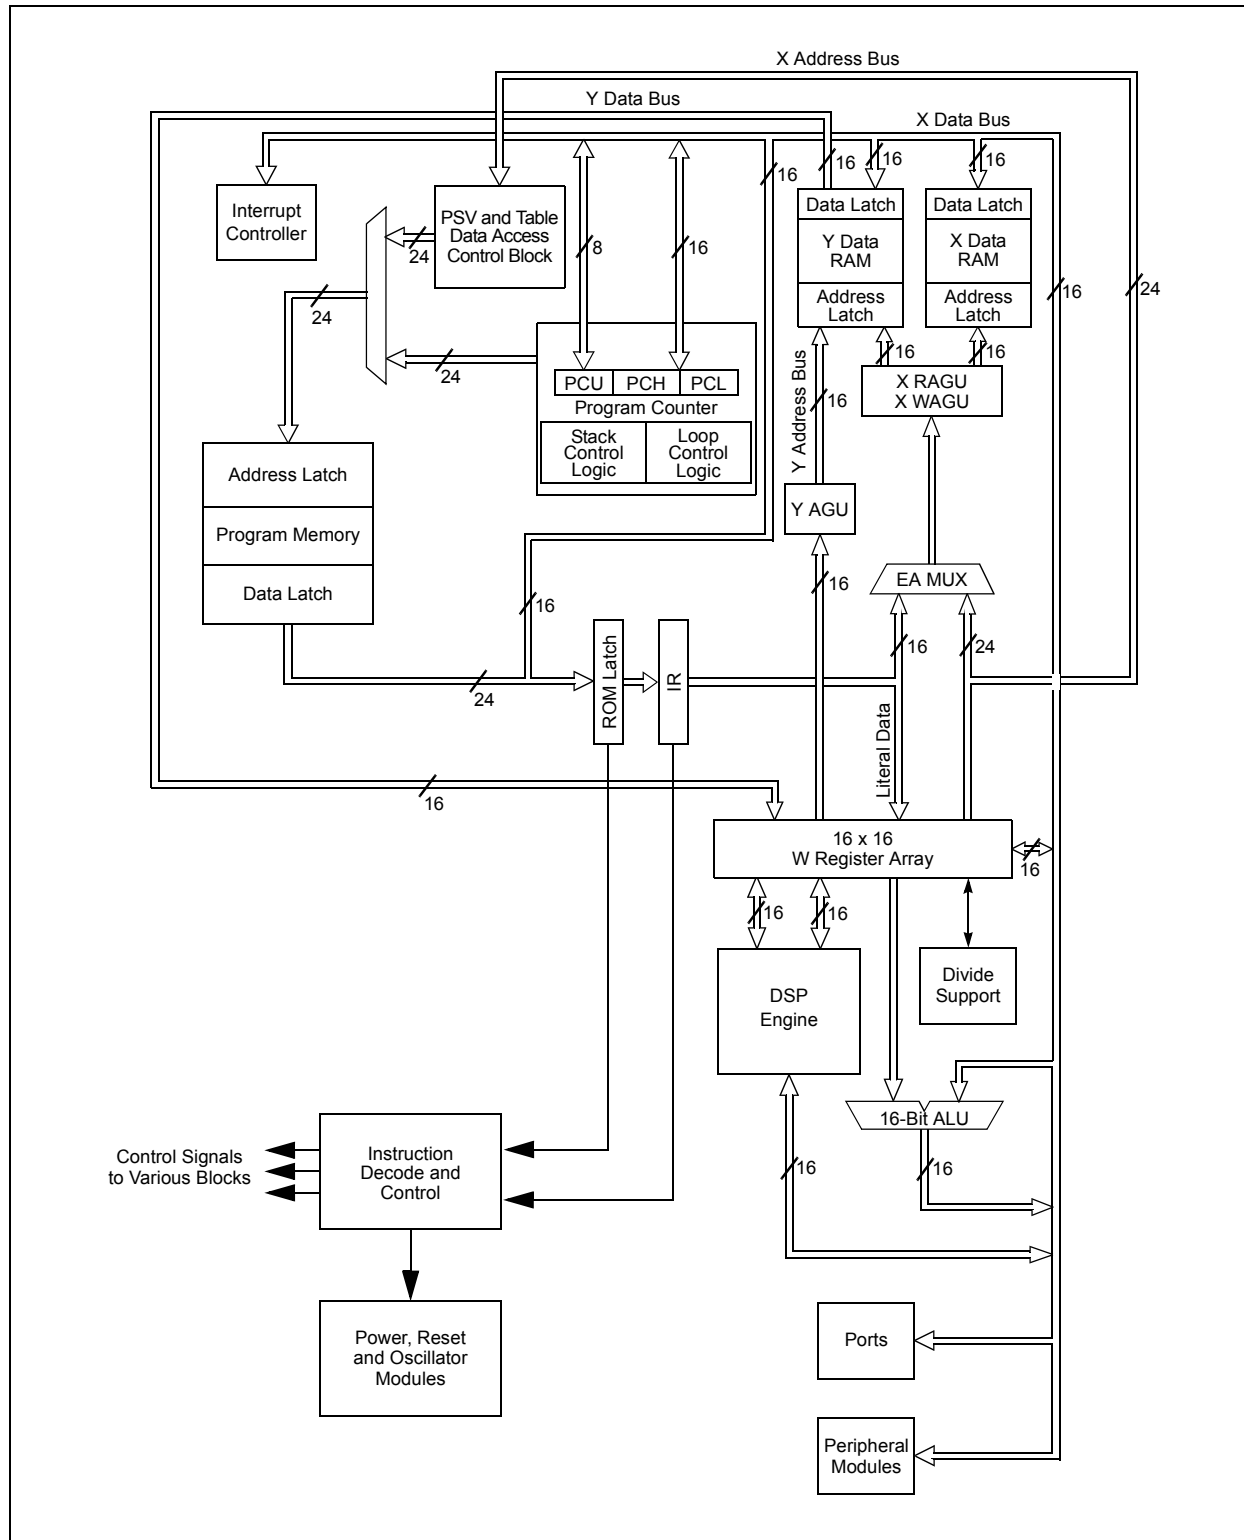 X Address Bus
Y Data Bus
X Data Bus
16
16
16
16
Interrupt
Controller
PSV and Table
Data Access
Control Block
24
8
16
Data Latch
Y Data
RAM
Address
Latch
Data Latch
X Data
RAM
Address
Latch
16
24
24
24
16
16
PCU
PCH
PCL
Program Counter
Stack
Control
Logic
Loop
Control
Logic
X RAGU
X WAGU
Y Address Bus
16
Address Latch
Program Memory
Data Latch
Y AGU
16
EA MUX
16
ROM Latch
IR
16
24
24
Literal Data
16
16 x 16
W Register Array
16
16
16
DSP
Engine
Divide
Support
16-Bit ALU
Control Signals
to Various Blocks
Instruction
Decode and
Control
16
16
Power, Reset
and Oscillator
Modules
Ports
Peripheral
Modules